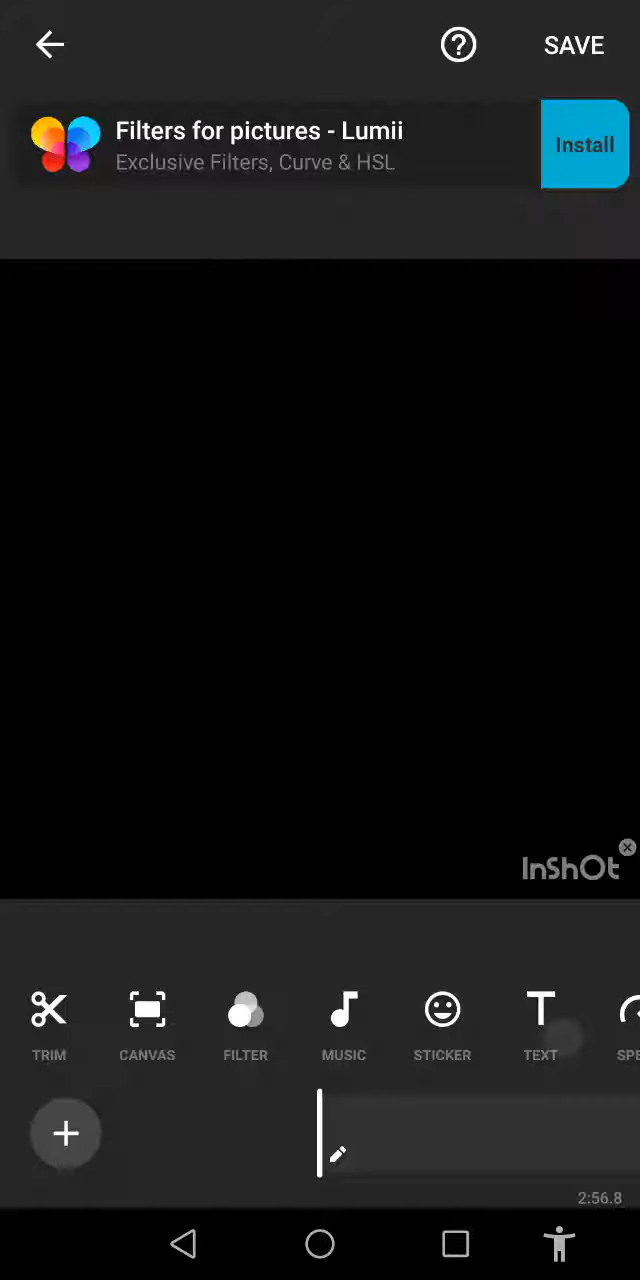 SAVE
Filters for pictures - Lumii
Exclusive Filters, Curve & HSL
Install
InShOt
TRIM
CANVAS
FILTER
MUSIC
STICKER
TEXT
SPE
2:56.8